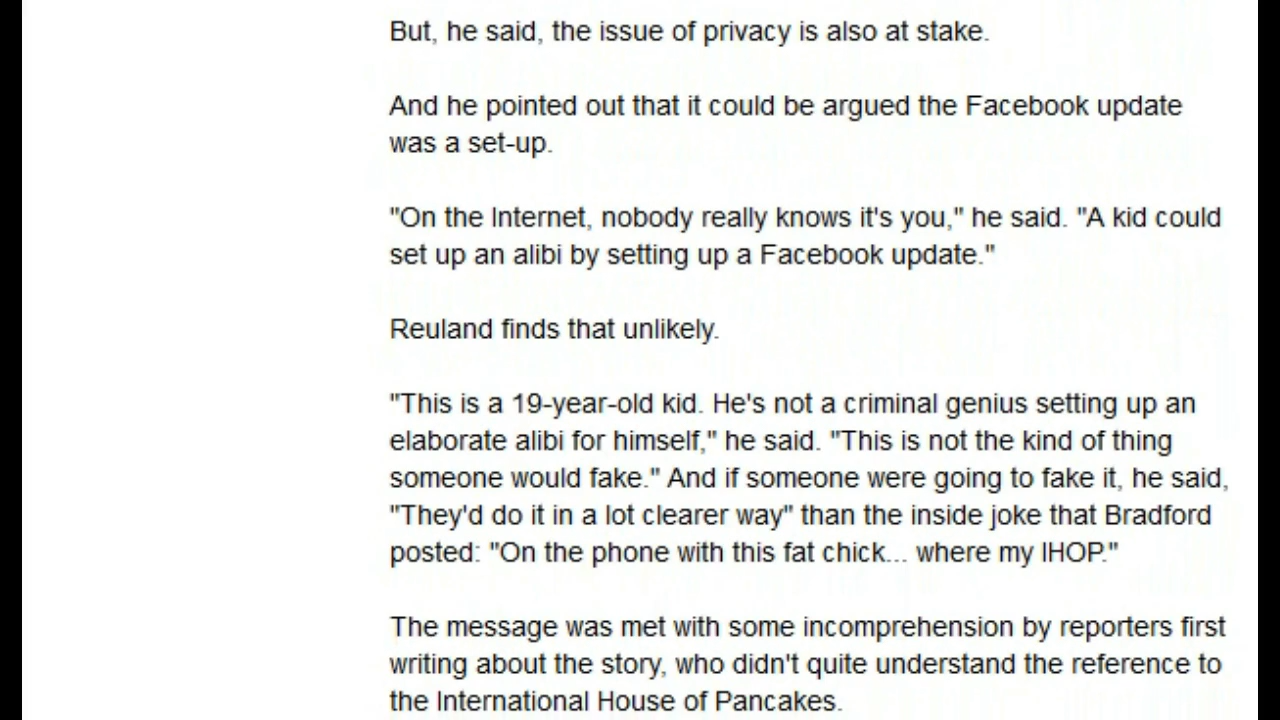 But, he said, the issue of privacy is also at stake.
And he pointed out that it could be argued the Facebook update
was a set-up.
"On the Internet, nobody really knows it's you," he said. "A kid could
set up an alibi by setting up a Facebook update."
Reuland finds that unlikely.
"This is a 19-year-old kid. He's not a criminal genius setting up an
elaborate alibi for himself," he said. "This is not the kind of thing
someone would fake." And if someone were going to fake it, he said,
"They'd do it in a lot clearer way" than the inside joke that Bradford
posted: "On the phone with this fat chick... where my IHOP."
The message was met with some incomprehension by reporters first
writing about the story, who didn't quite understand the reference to
the International House of Pancakes.